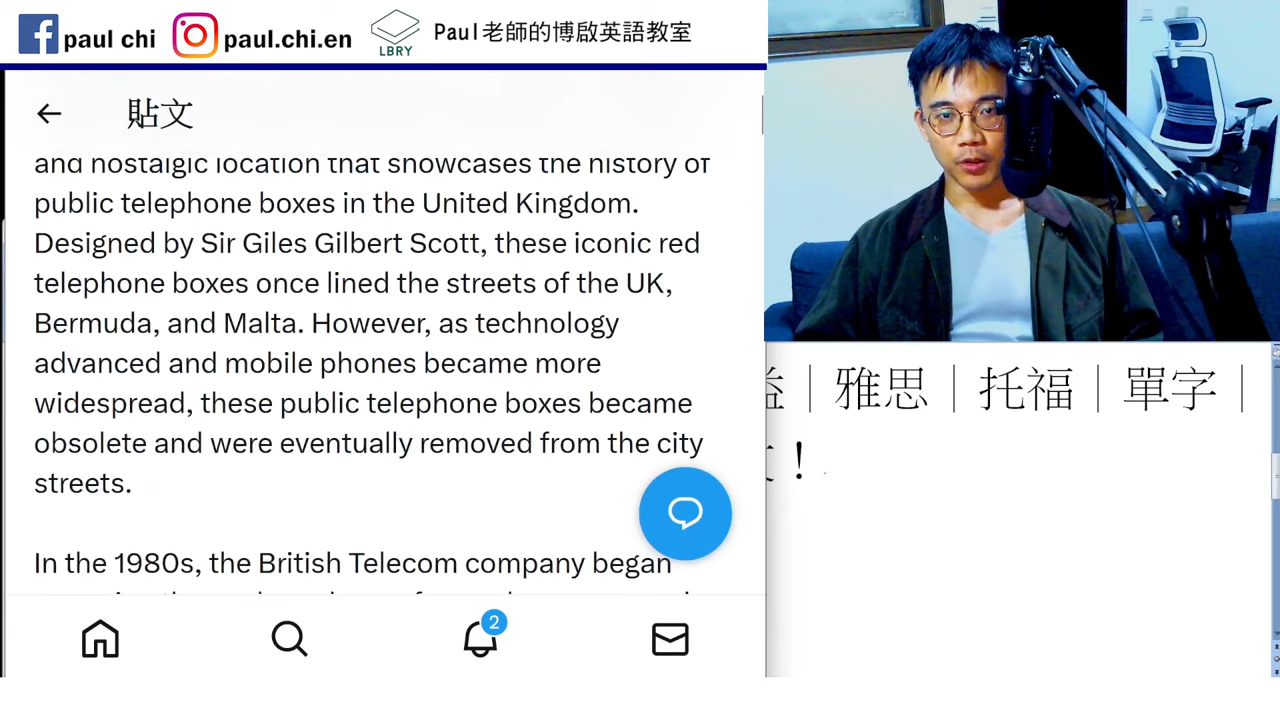 paul chi
paul.chi.en
LBRY
Paul老師的博啟英語教室
貼文
and nostalgic location that showcases the history of
public telephone boxes in the United Kingdom.
Designed by Sir Giles Gilbert Scott, these iconic red
telephone boxes once lined the streets of the UK,
Bermuda, and Malta. However, as technology
advanced and mobile phones became more
widespread, these public telephone boxes became
obsolete and were eventually removed from the city
streets.
In the 1980s, the British Telecom company began
2
｜雅思｜托福｜單字｜
！